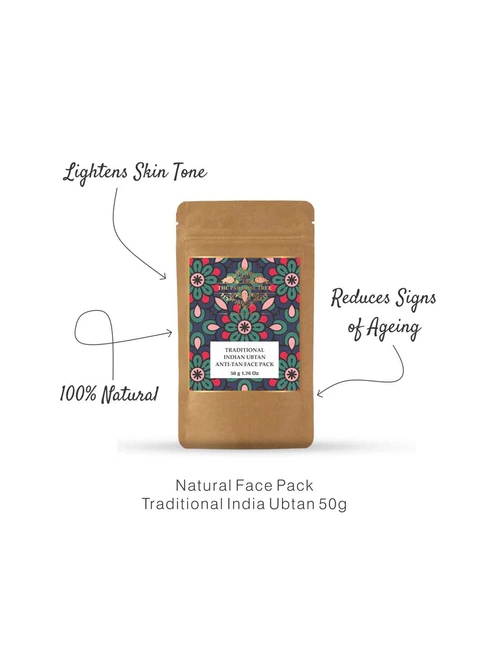 Lightens Skin Tone
Reduces Signs
of Ageing
100% Natural
TRADITIONAL
INDIAN UBTAN
ANTI-TAN FACE PACK
50 g 1.76 Oz
Natural Face Pack
Traditional India Ubtan 50g